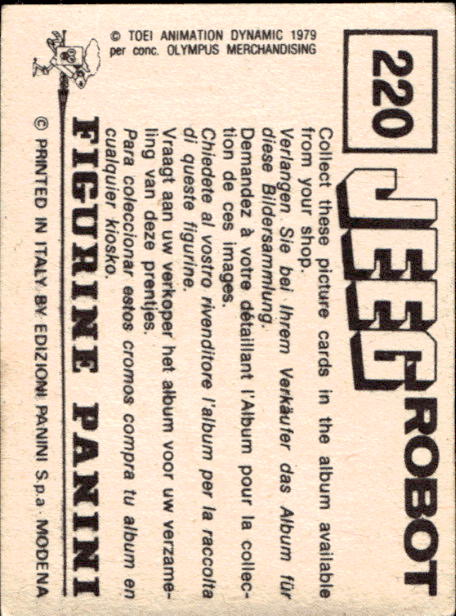 © TOEI ANIMATION DYNAMIC 1979
per conc. OLYMPUS MERCHANDISING
220
JEEG ROBOT
Collect these picture cards in the album available
from your shop.
Verlangen Sie bei Ihrem Verkäufer das Album für
diese Bildersammlung.
Demandez à votre détaillant l'Album pour la collec-
tion de ces images.
Chiedete al vostro rivenditore l'album per la raccolta
di queste figurine.
Vraagt aan uw verkoper het album voor uw verzame-
ling van deze prentjes.
Para coleccionar estos cromos compra tu album en
cualquier kiosko.
FIGURINE PANINI
© PRINTED IN ITALY BY EDIZIONI PANINI S.p.a - MODENA